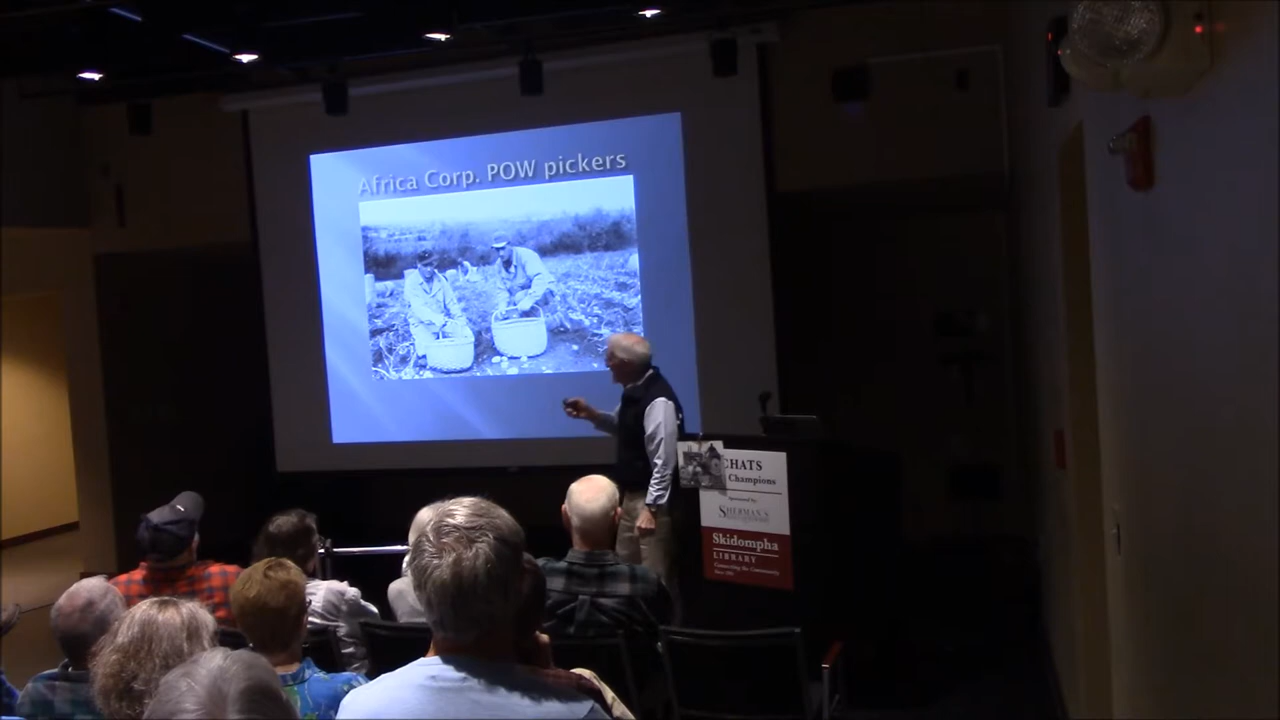 Africa Corp. POW pickers
CHATS
Champions
Sponsored by
SHERMAN'S
Skidompha
LIBRARY
Connecting the Community